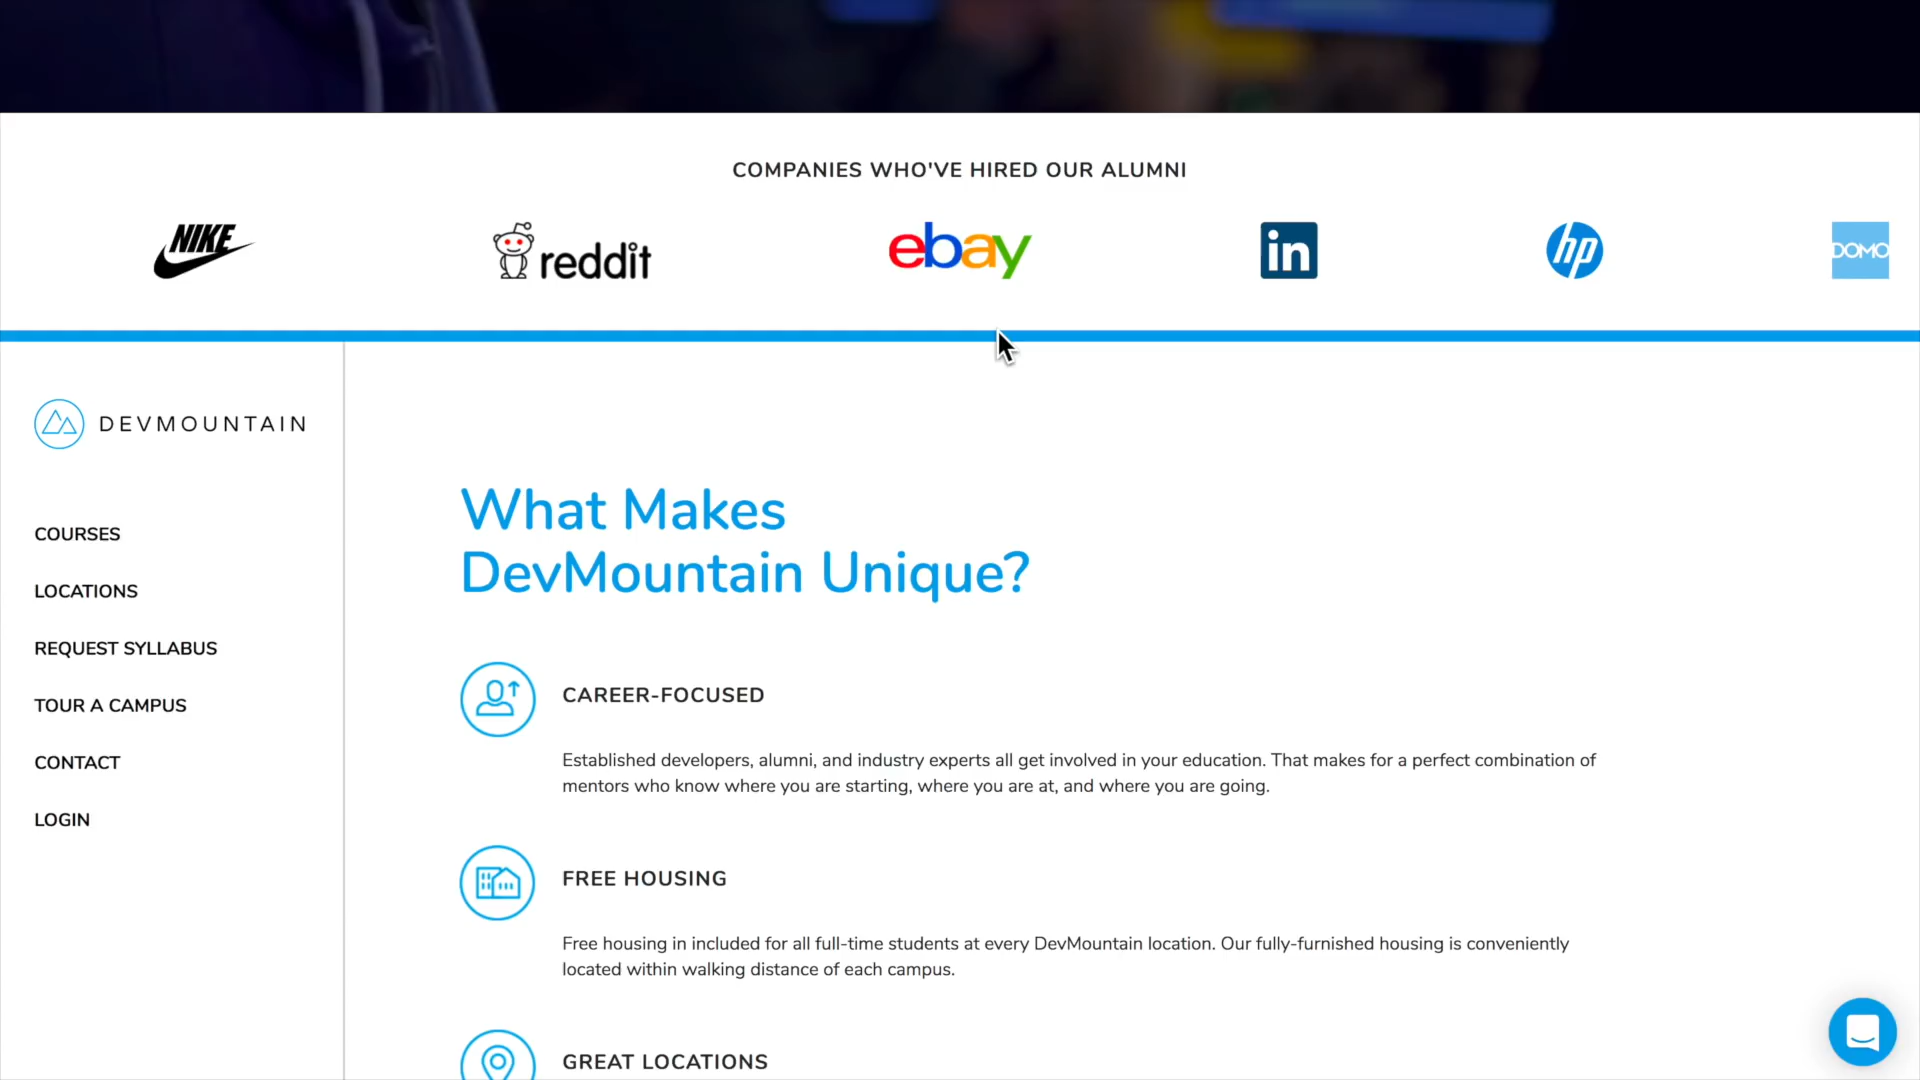 COMPANIES WHO'VE HIRED OUR ALUMNI
NIKE
reddit
ebay
in
hp
DOMO
DEVMOUNTAIN
COURSES
LOCATIONS
REQUEST SYLLABUS
TOUR A CAMPUS
CONTACT
LOGIN
What Makes
DevMountain Unique?
CAREER-FOCUSED
Established developers, alumni, and industry experts all get involved in your education. That makes for a perfect combination of
mentors who know where you are starting, where you are at, and where you are going.
FREE HOUSING
Free housing in included for all full-time students at every DevMountain location. Our fully-furnished housing is conveniently
located within walking distance of each campus.
GREAT LOCATIONS